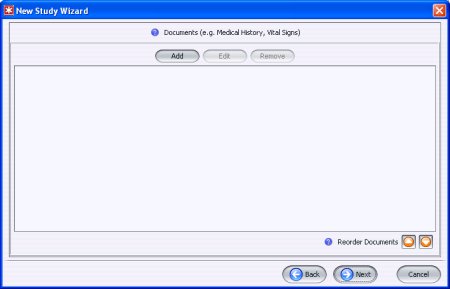 New Study Wizard
Documents (e.g. Medical History, Vital Signs)
Add Edit Remove
Reorder Documents
Back Next Cancel